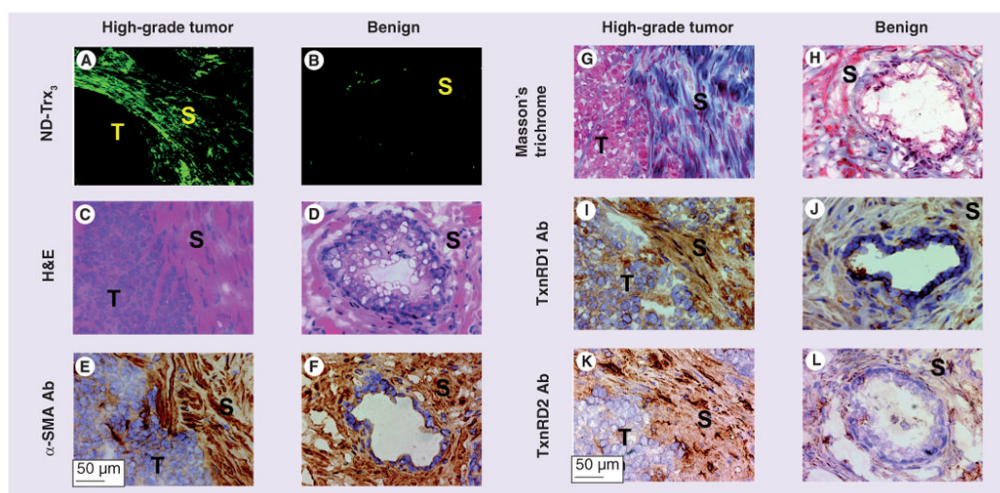 High-grade tumor
Benign
High-grade tumor
Benign
ND-Trx3
A
T
S
B
S
Masson's
trichrome
G
T
S
H
S
H&E
C
T
S
D
S
TxnRD1 Ab
I
T
S
J
S
α-SMA Ab
E
T
S
50 µm
F
S
TxnRD2 Ab
K
T
S
50 µm
L
S